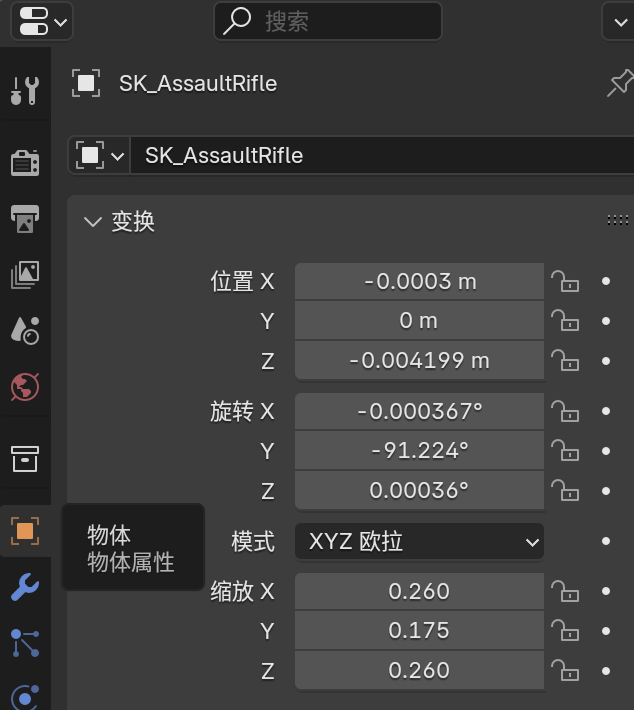 搜索
SK_AssaultRifle
SK_AssaultRifle
变换
位置 X -0.0003 m
Y 0 m
Z -0.004199 m
旋转 X -0.000367°
Y -91.224°
Z 0.00036°
物体
物体属性
模式 XYZ 欧拉
缩放 X 0.260
Y 0.175
Z 0.260